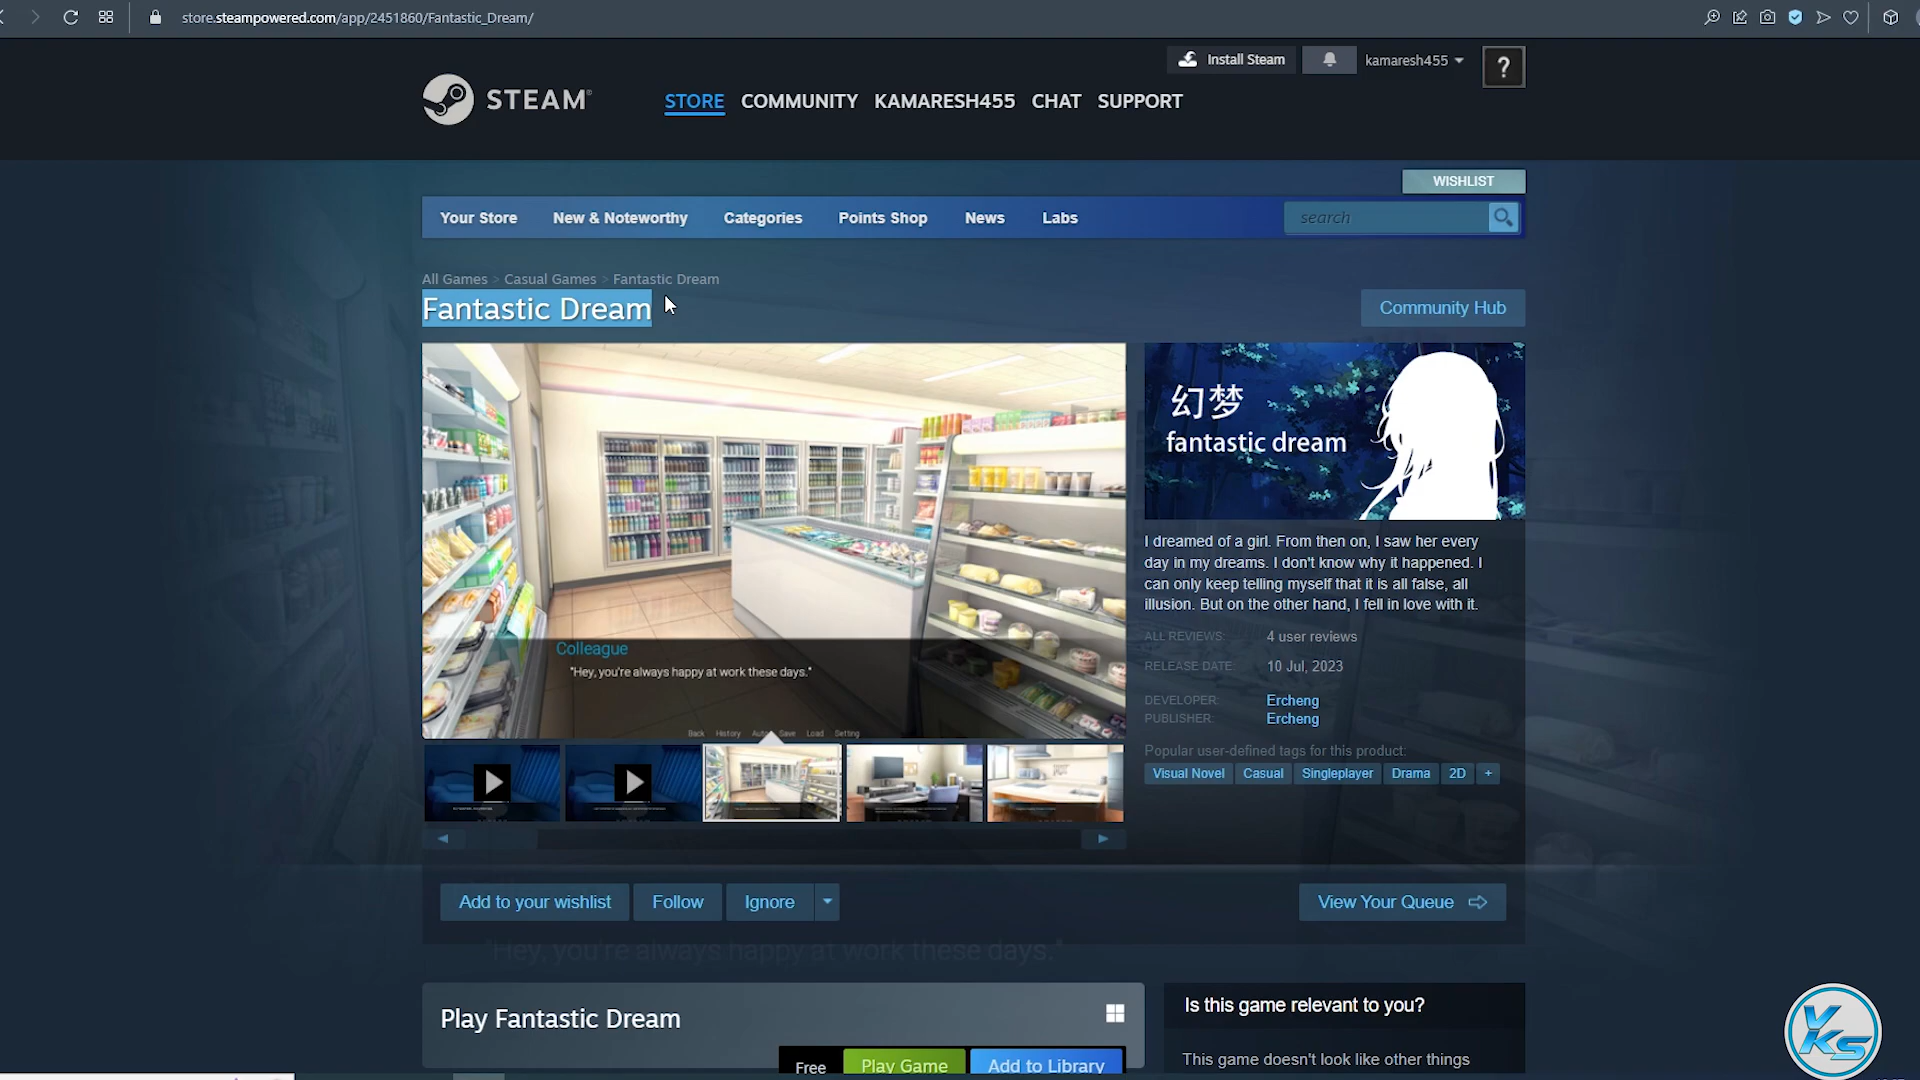 store.steampowered.com/app/2451860/Fantastic_Dream/
Install Steam
kamaresh455
?
STEAM®
STORE COMMUNITY KAMARESH455 CHAT SUPPORT
WISHLIST
Your Store New & Noteworthy Categories Points Shop News Labs
search
All Games > Casual Games > Fantastic Dream
Fantastic Dream
Community Hub
幻梦
fantastic dream
I dreamed of a girl. From then on, I saw her every
day in my dreams. I don't know why it happened. I
can only keep telling myself that it is all false, all
illusion. But on the other hand, I fell in love with it.
ALL REVIEWS: 4 user reviews
RELEASE DATE: 10 Jul, 2023
DEVELOPER: Ercheng
PUBLISHER: Ercheng
Popular user-defined tags for this product:
Visual Novel Casual Singleplayer Drama 2D +
Colleague
"Hey, you're always happy at work these days."
Back History Auto Save Load Setting
Add to your wishlist Follow Ignore
View Your Queue
"Hey, you're always happy at work these days."
Play Fantastic Dream
Free Play Game Add to Library
Is this game relevant to you?
This game doesn't look like other things
VKS